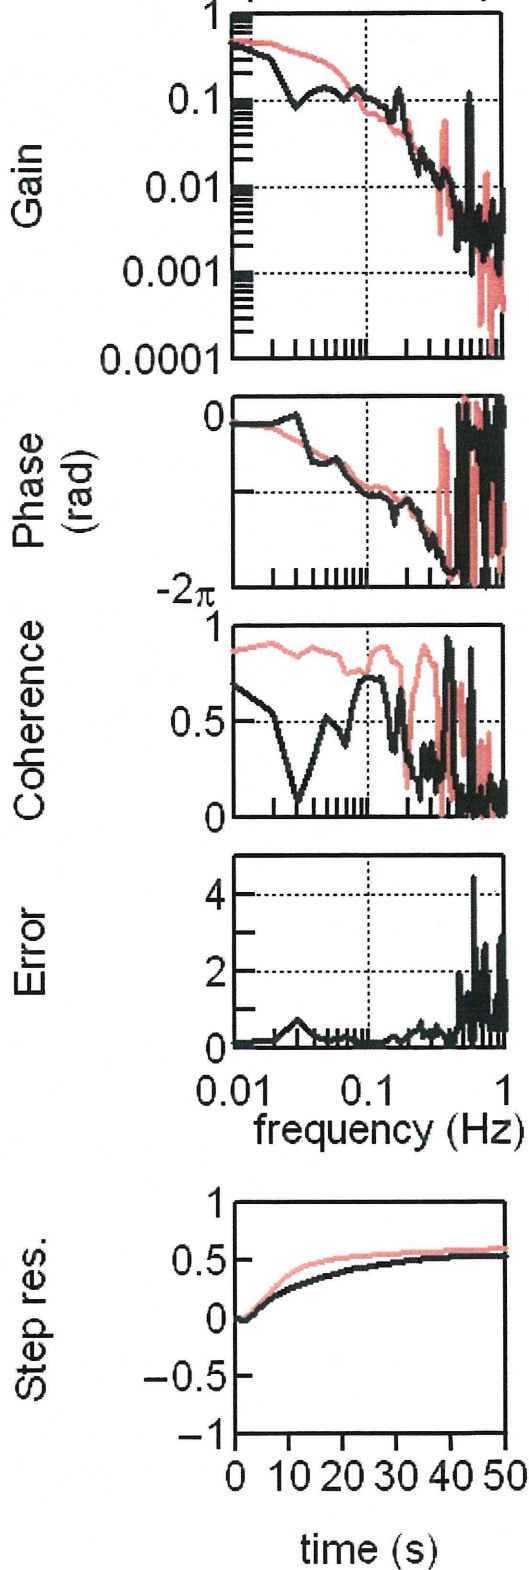 1
0.1
0.01
0.001
0.0001
Gain
0
-2π
Phase
(rad)
1
0.5
0
Coherence
4
2
0
Error
0.01 0.1 1
frequency (Hz)
1
0.5
0
−0.5
−1
Step res.
0 10 20 30 40 50
time (s)